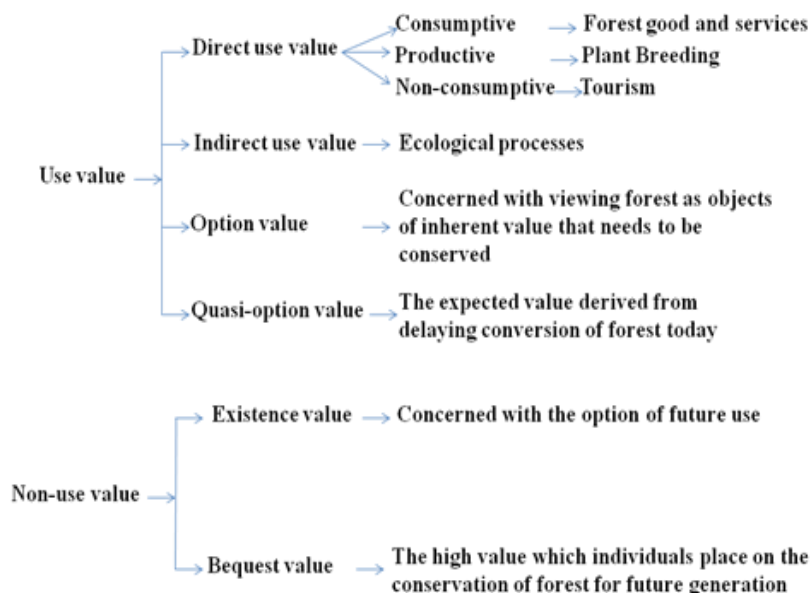 Direct use value
Consumptive
Forest good and services
Productive
Plant Breeding
Non-consumptive
Tourism
Indirect use value
Ecological processes
Use value
Option value
Concerned with viewing forest as objects
of inherent value that needs to be
conserved
Quasi-option value
The expected value derived from
delaying conversion of forest today
Existence value
Concerned with the option of future use
Non-use value
Bequest value
The high value which individuals place on the
conservation of forest for future generation